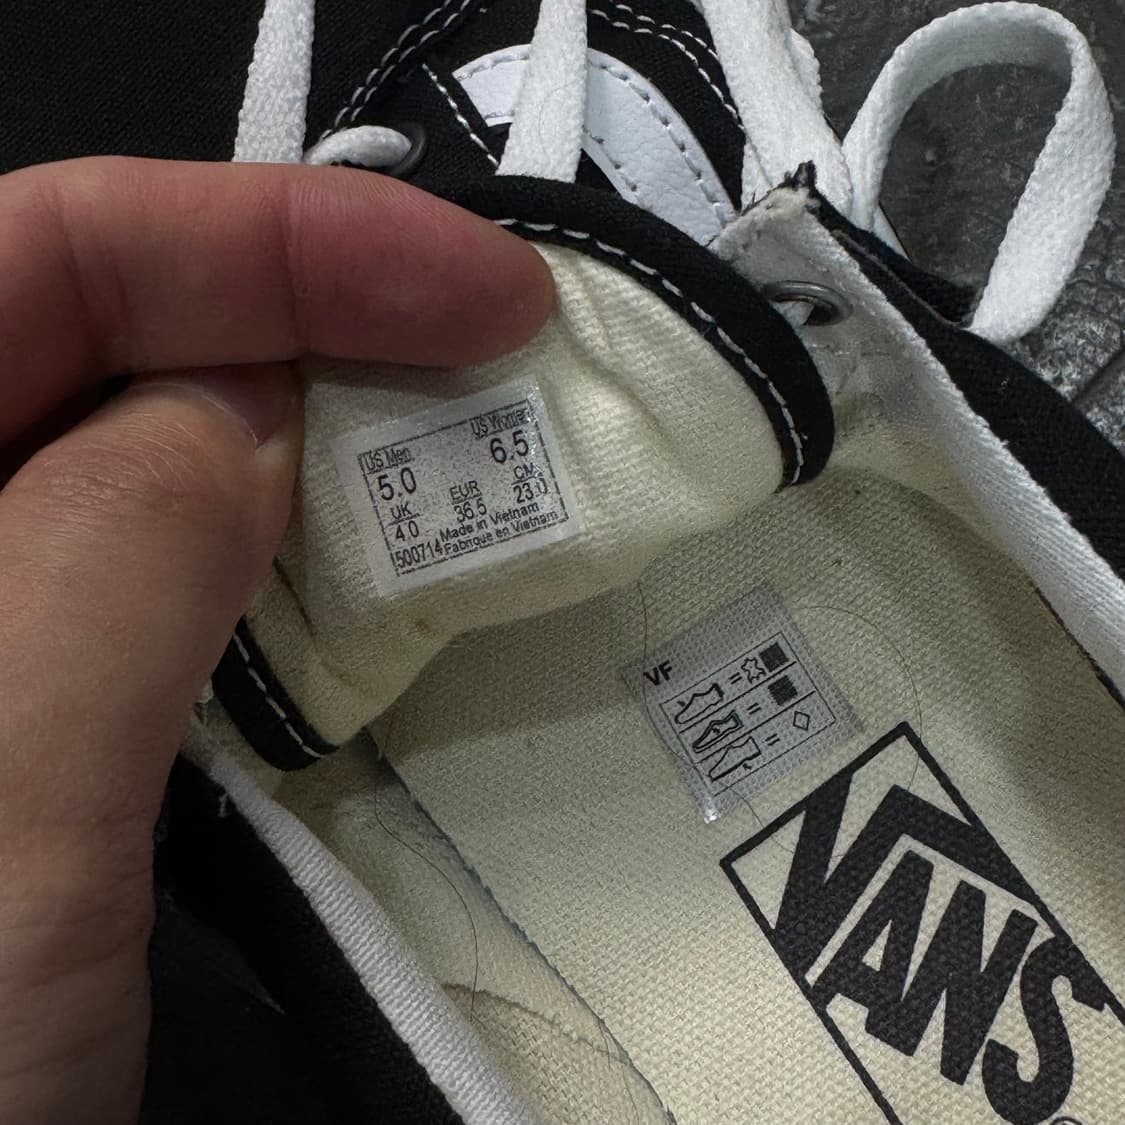 US Men US Women
5.0 6.5
UK EUR CM
4.0 36.5 23.0
Made in Vietnam
500714 Fabrique en Vietnam
VF
= 
=
=
VANS